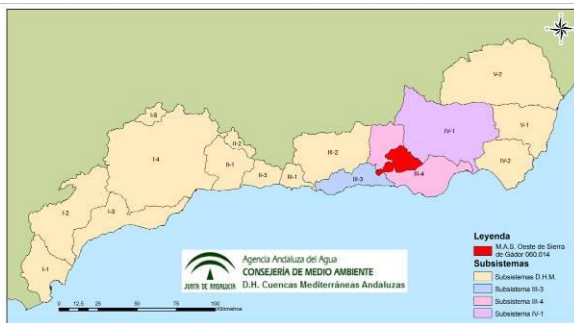 V-2
I-5
IV-1
V-1
II-2
III-2
I-4
II-1
IV-2
II-3
III-1
III-3
III-4
I-2
I-3
I-1
Leyenda
M.A.S. Oeste de Sierra
de Gádor 060.014
Subsistemas
Subsistemas D.H.M.
Subsistema III-3
Subsistema III-4
Subsistema IV-1
Agencia Andaluza del Agua
CONSEJERÍA DE MEDIO AMBIENTE
JUNTA DE ANDALUCIA D.H. Cuencas Mediterráneas Andaluzas
0 12,5 25 50 75 100
Kilómetros